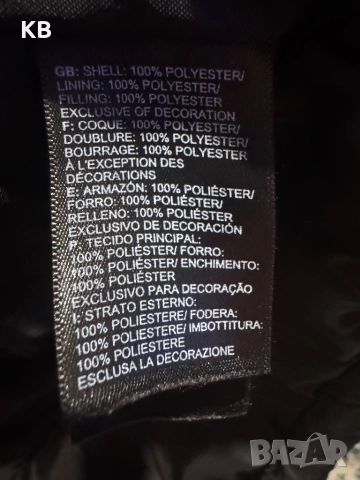 KB
GB: SHELL: 100% POLYESTER/
LINING: 100% POLYESTER/
FILLING: 100% POLYESTER
EXCLUSIVE OF DECORATION
F: COQUE: 100% POLYESTER/
DOUBLURE: 100% POLYESTER/
BOURRAGE: 100% POLYESTER
À L'EXCEPTION DES
DÉCORATIONS
E: ARMAZÓN: 100% POLIÉSTER/
FORRO: 100% POLIÉSTER/
RELLENO: 100% POLIÉSTER
EXCLUSIVO DE DECORACIÓN
P: TECIDO PRINCIPAL:
100% POLIÉSTER/ FORRO:
100% POLIÉSTER/ ENCHIMENTO:
100% POLIÉSTER
EXCLUSIVO PARA DECORAÇÃO
I: STRATO ESTERNO:
100% POLIESTERE/ FODERA:
100% POLIESTERE/ IMBOTTITURA:
100% POLIESTERE
ESCLUSA LA DECORAZIONE
BAZAR
bg